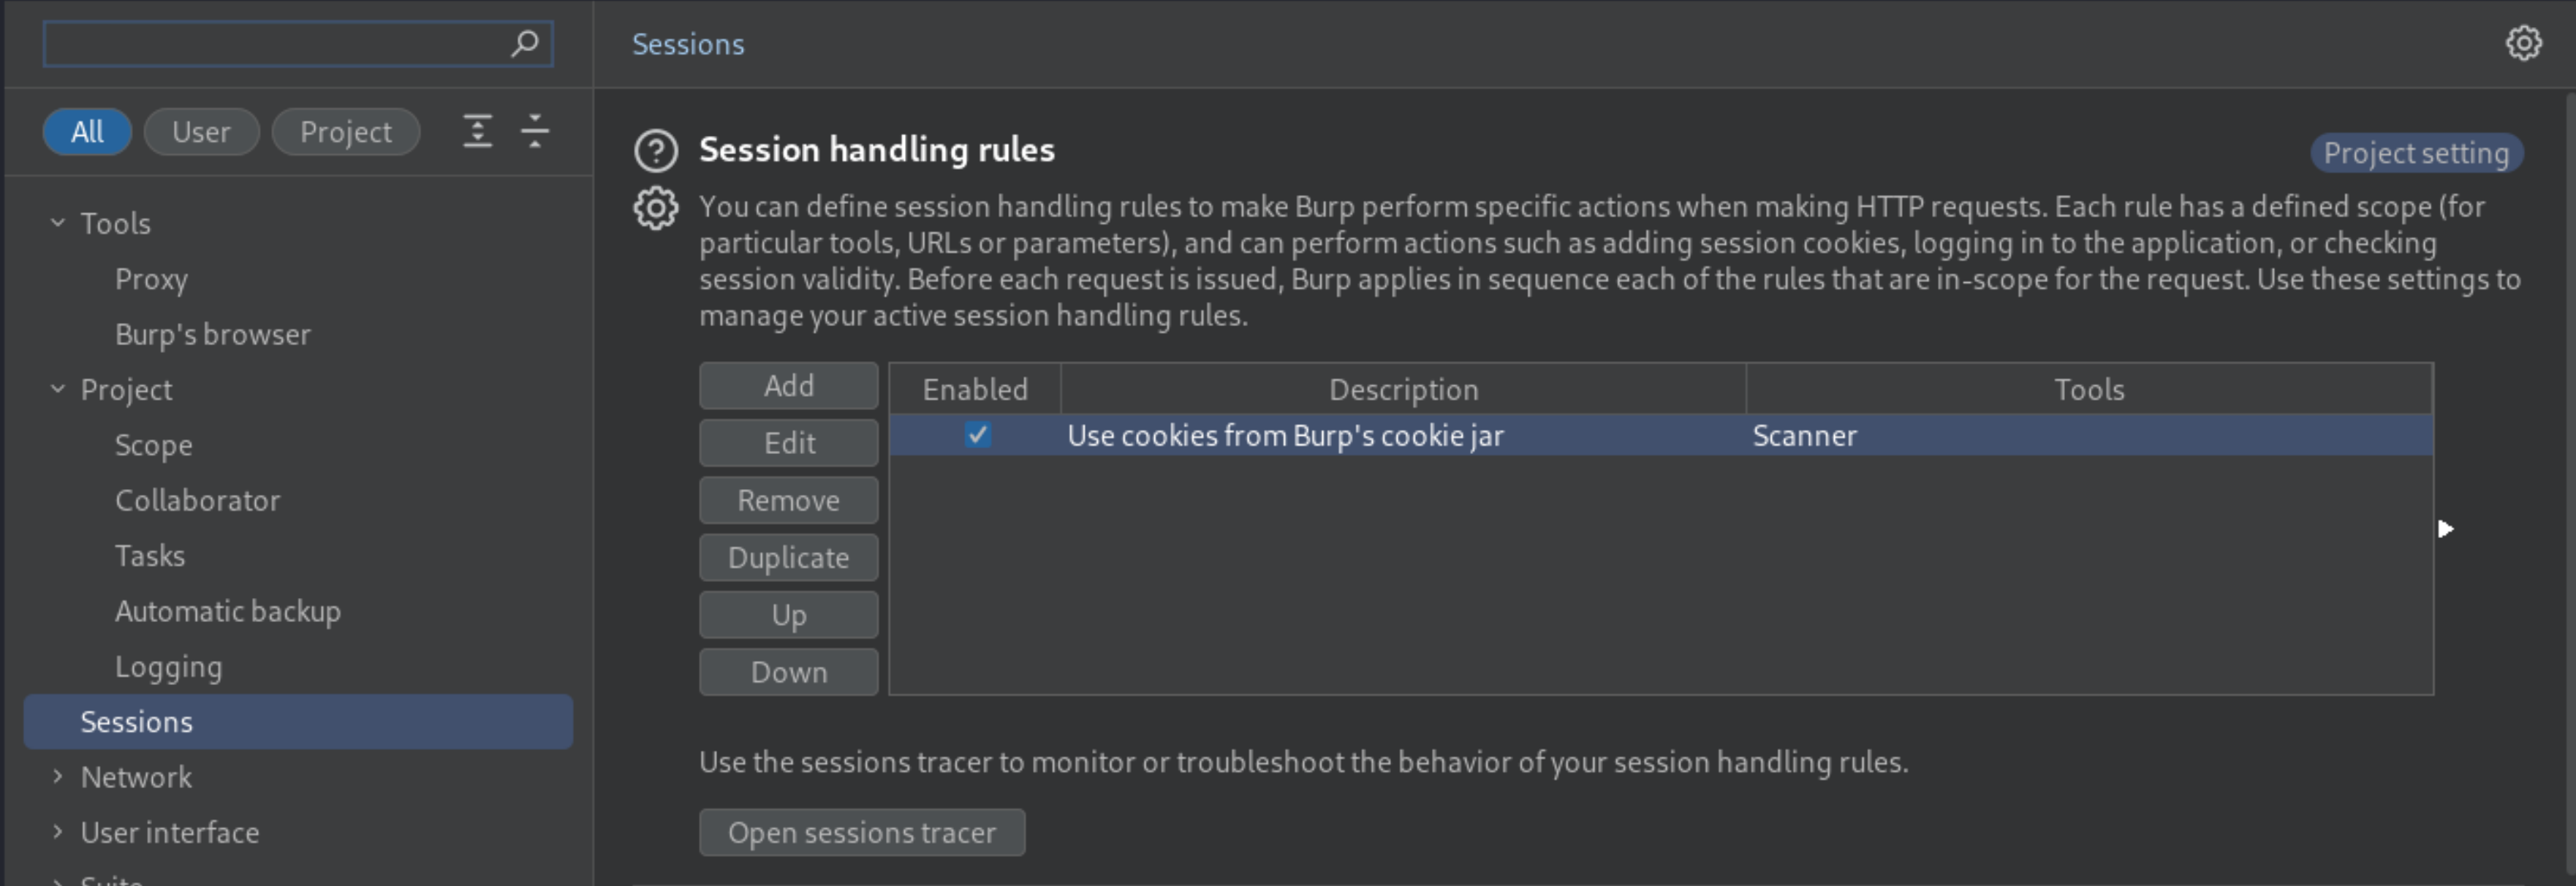 Sessions
All User Project
Tools
Proxy
Burp's browser
Project
Scope
Collaborator
Tasks
Automatic backup
Logging
Sessions
Network
User interface
Suite
Session handling rules
Project setting
You can define session handling rules to make Burp perform specific actions when making HTTP requests. Each rule has a defined scope (for
particular tools, URLs or parameters), and can perform actions such as adding session cookies, logging in to the application, or checking
session validity. Before each request is issued, Burp applies in sequence each of the rules that are in-scope for the request. Use these settings to
manage your active session handling rules.
Add
Edit
Remove
Duplicate
Up
Down
Enabled Description Tools
Use cookies from Burp's cookie jar Scanner
Use the sessions tracer to monitor or troubleshoot the behavior of your session handling rules.
Open sessions tracer